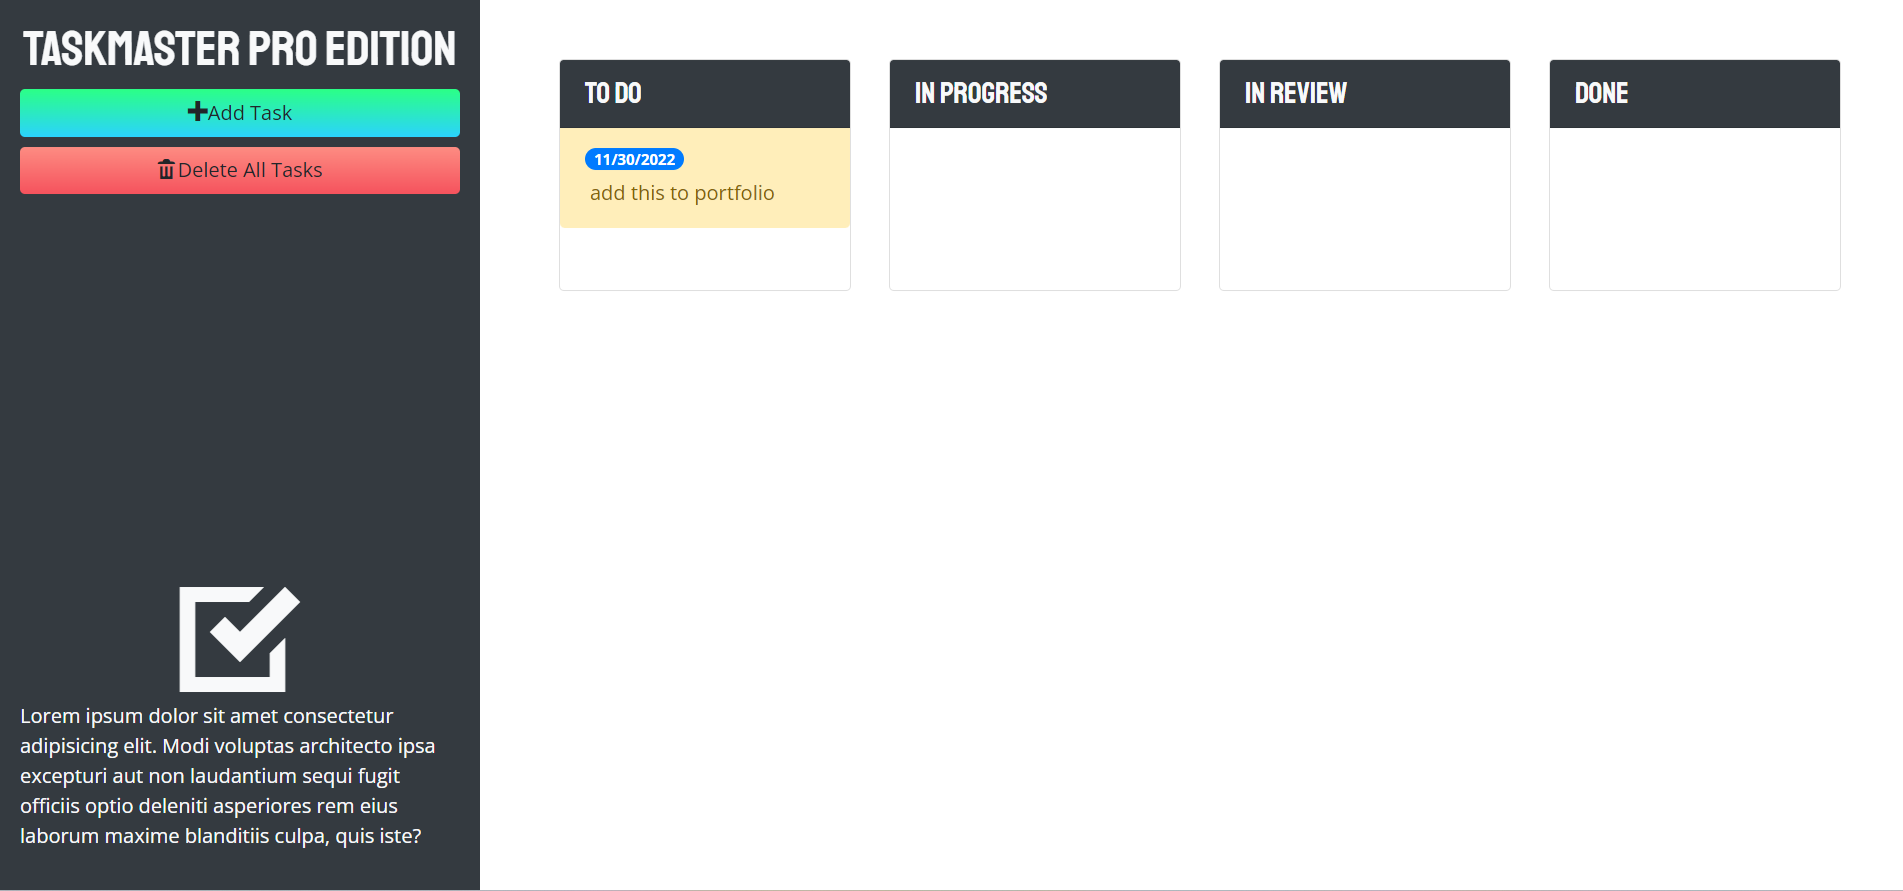 TASKMASTER PRO EDITION
Add Task
Delete All Tasks
Lorem ipsum dolor sit amet consectetur
adipisicing elit. Modi voluptas architecto ipsa
excepturi aut non laudantium sequi fugit
officiis optio deleniti asperiores rem eius
laborum maxime blanditiis culpa, quis iste?
TO DO
11/30/2022
add this to portfolio
IN PROGRESS
IN REVIEW
DONE